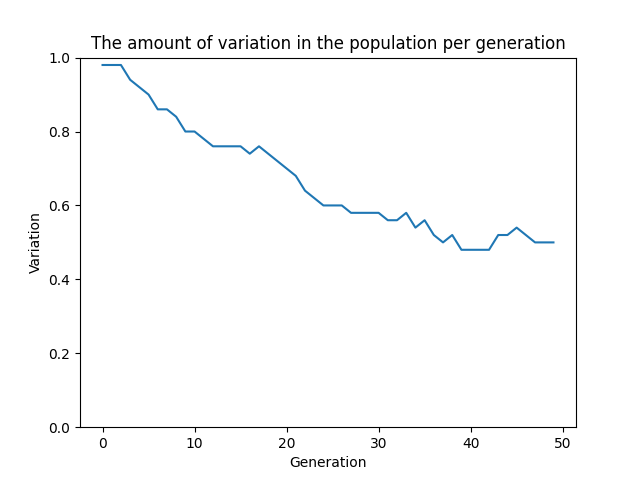 The amount of variation in the population per generation
1.0
0.8
0.6
0.4
0.2
0.0
Variation
0 10 20 30 40 50
Generation